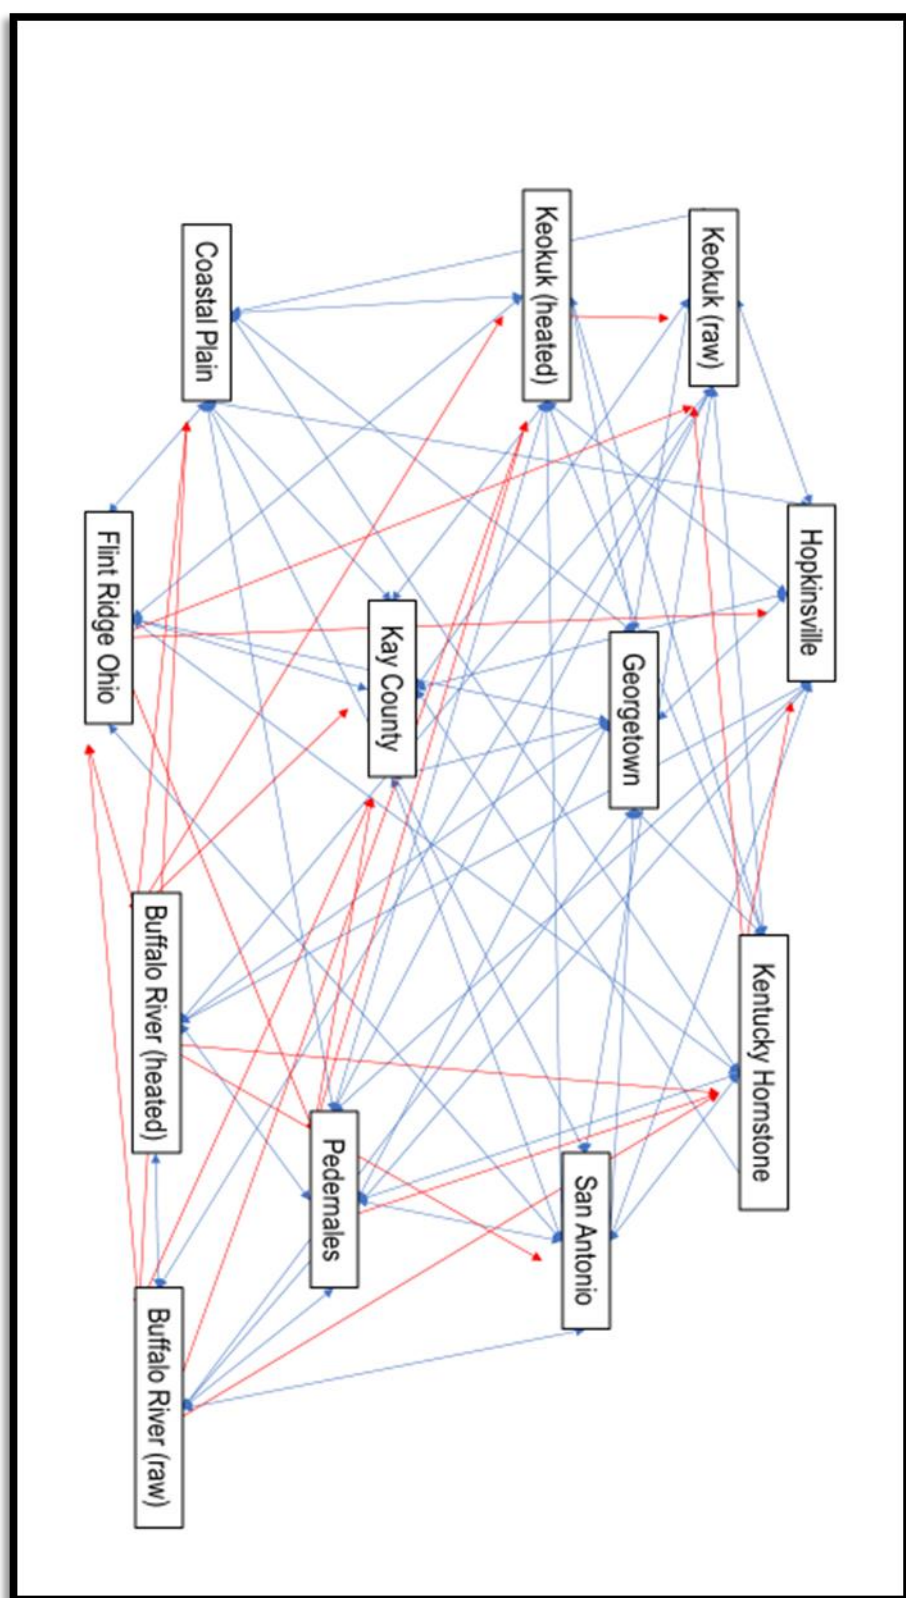 Hopkinsville
Kentucky Hornstone
Keokuk (raw)
Georgetown
San Antonio
Keokuk (heated)
Kay County
Pedernales
Coastal Plain
Buffalo River (heated)
Buffalo River (raw)
Flint Ridge Ohio